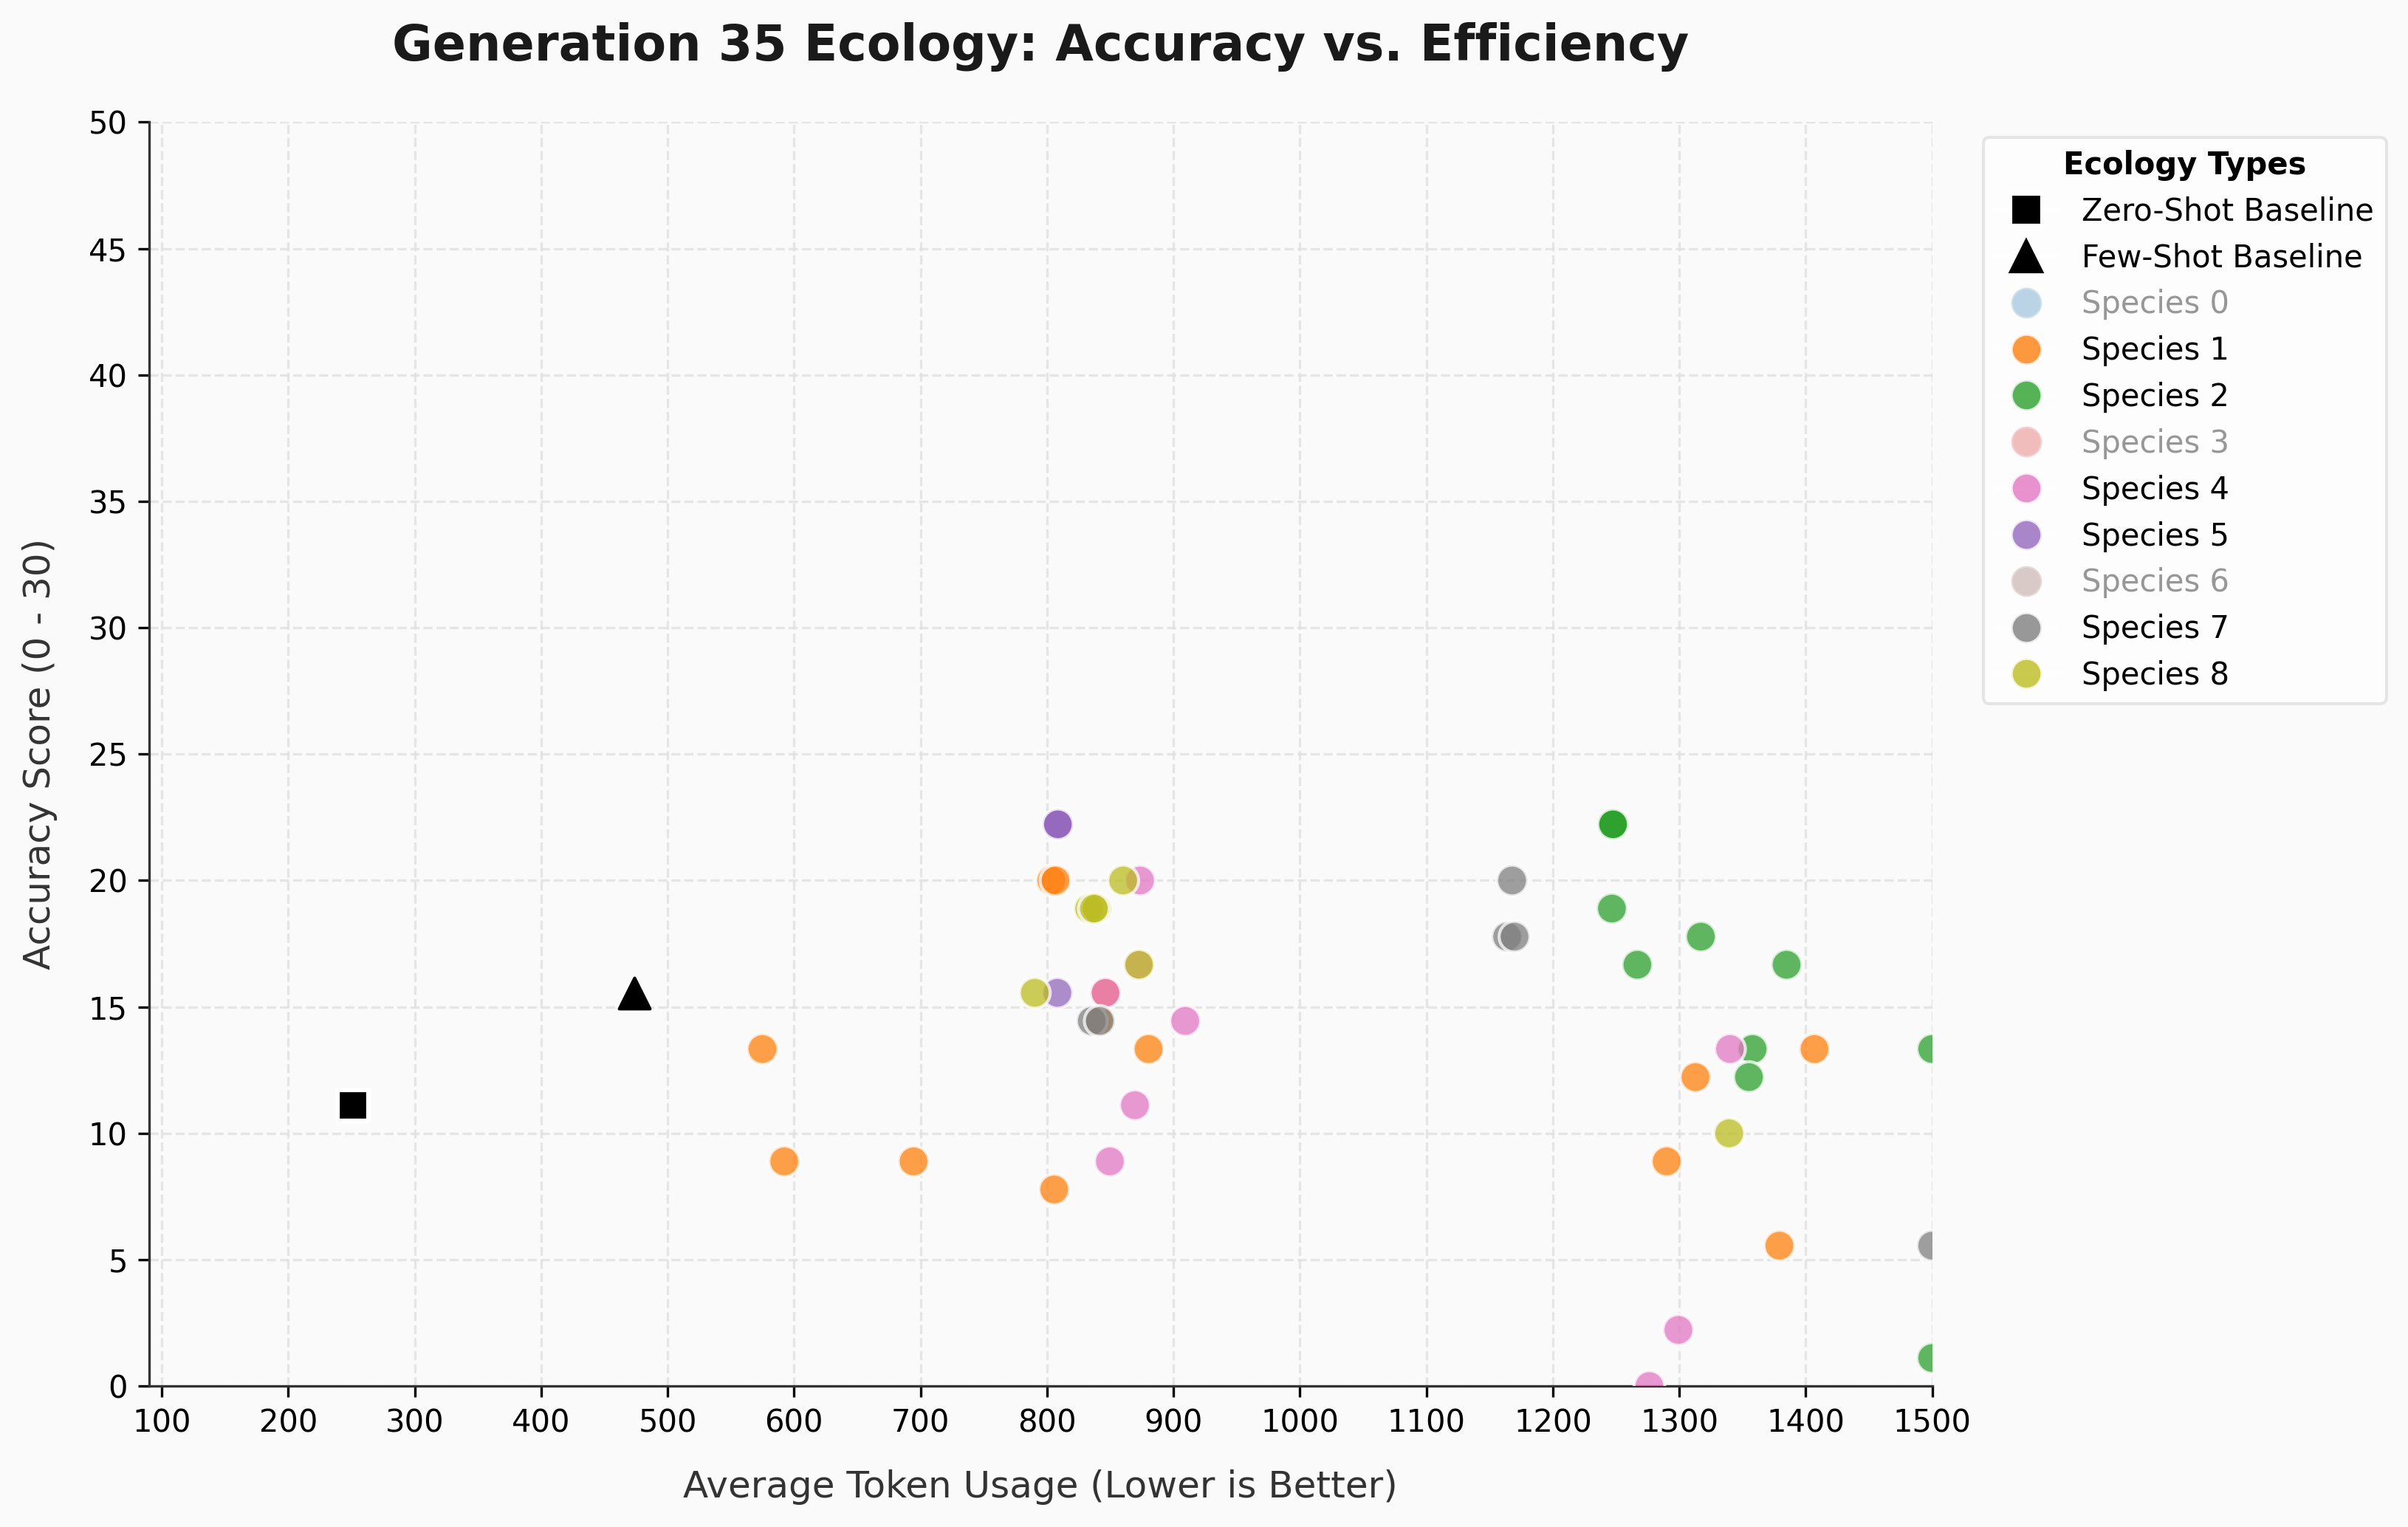 Generation 35 Ecology: Accuracy vs. Efficiency
50
45
40
35
30
25
20
15
10
5
0
Accuracy Score (0 - 30)
100 200 300 400 500 600 700 800 900 1000 1100 1200 1300 1400 1500
Average Token Usage (Lower is Better)
Ecology Types
Zero-Shot Baseline
Few-Shot Baseline
Species 0
Species 1
Species 2
Species 3
Species 4
Species 5
Species 6
Species 7
Species 8